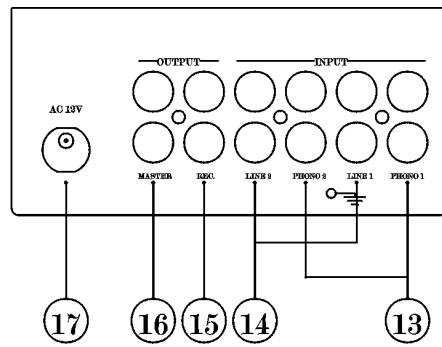 OUTPUT INPUT
AC 12V
MASTER REC. LINE 2 PHONO 2 LINE 1 PHONO 1
17 16 15 14 13